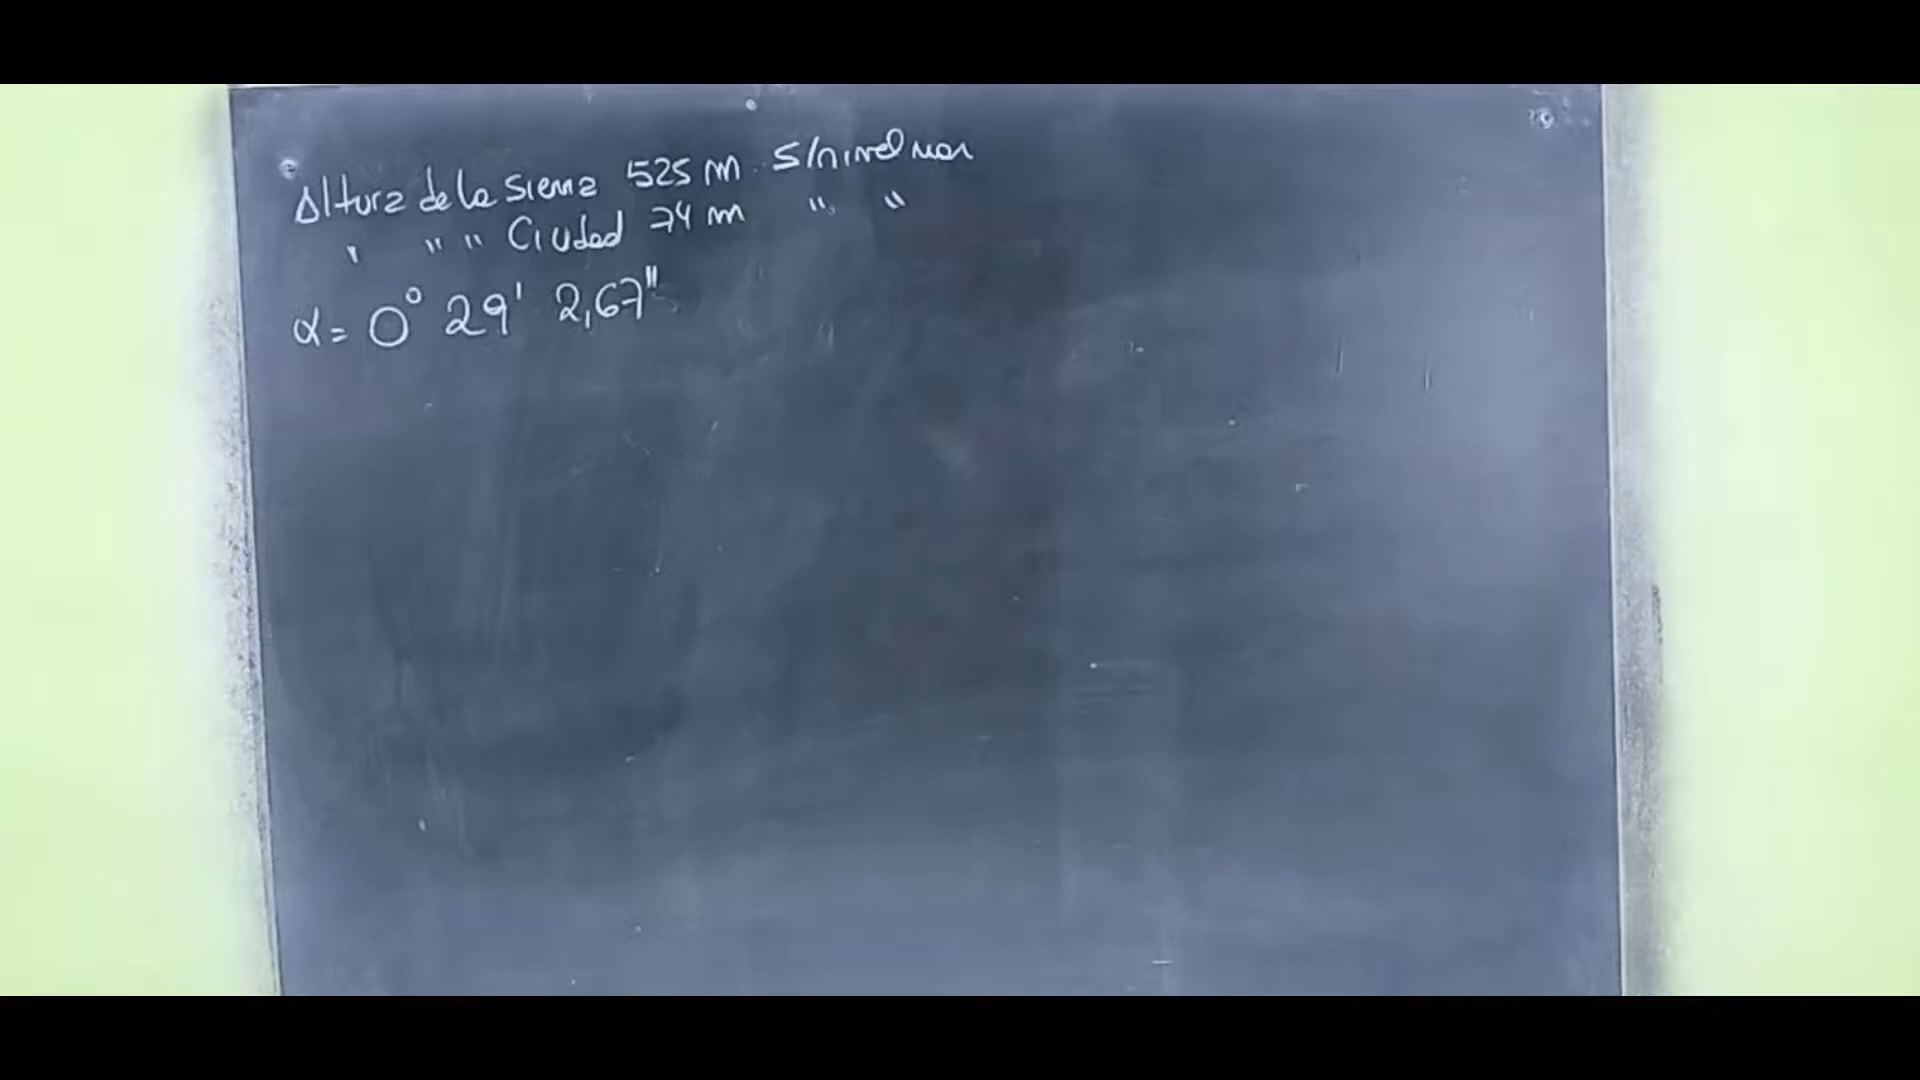 Altura de la Sierra 525 m S/nivel mar
" " " Ciudad 74 m " "
α = 0° 29' 2,67"